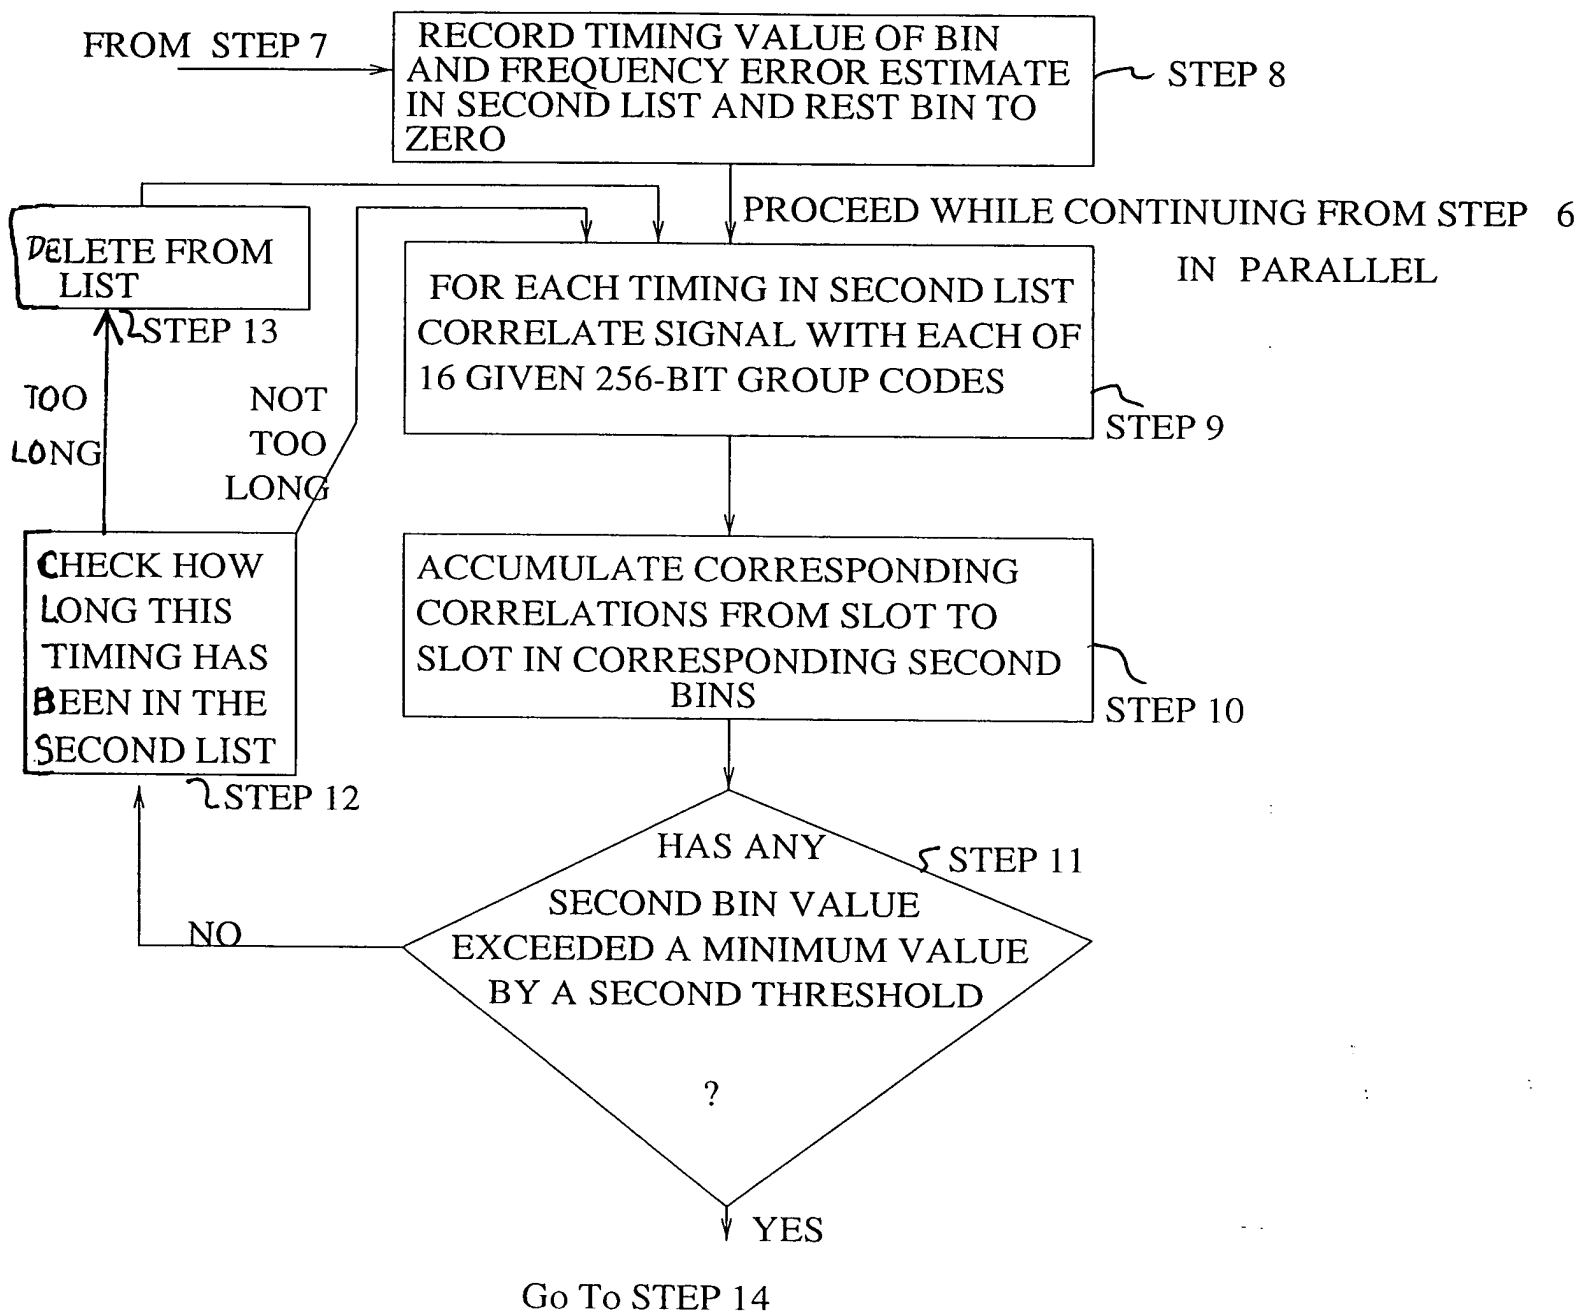 FROM STEP 7
RECORD TIMING VALUE OF BIN
AND FREQUENCY ERROR ESTIMATE
IN SECOND LIST AND REST BIN TO
ZERO
STEP 8
PROCEED WHILE CONTINUING FROM STEP 6
IN PARALLEL
DELETE FROM
LIST
STEP 13
FOR EACH TIMING IN SECOND LIST
CORRELATE SIGNAL WITH EACH OF
16 GIVEN 256-BIT GROUP CODES
STEP 9
TOO
LONG
NOT
TOO
LONG
CHECK HOW
LONG THIS
TIMING HAS
BEEN IN THE
SECOND LIST
STEP 12
ACCUMULATE CORRESPONDING
CORRELATIONS FROM SLOT TO
SLOT IN CORRESPONDING SECOND
BINS
STEP 10
HAS ANY
SECOND BIN VALUE
EXCEEDED A MINIMUM VALUE
BY A SECOND THRESHOLD
?
STEP 11
NO
YES
Go To STEP 14